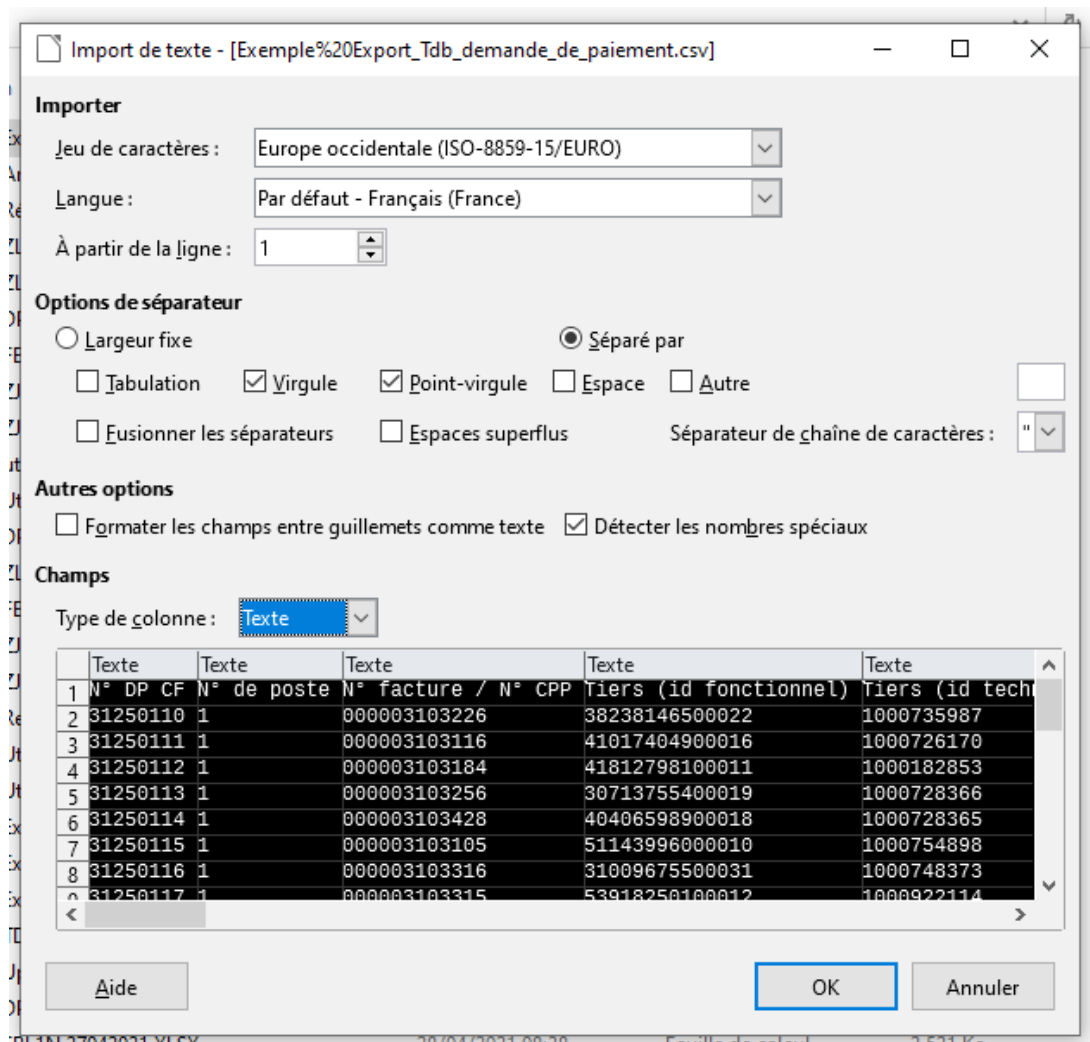 Import de texte - [Exemple%20Export_Tdb_demande_de_paiement.csv]
Importer
Jeu de caractères : Europe occidentale (ISO-8859-15/EURO)
Langue : Par défaut - Français (France)
À partir de la ligne : 1
Options de séparateur
Largeur fixe Séparé par
Tabulation Virgule Point-virgule Espace Autre
Fusionner les séparateurs Espaces superflus Séparateur de chaîne de caractères : "
Autres options
Formater les champs entre guillemets comme texte Détecter les nombres spéciaux
Champs
Type de colonne : Texte
Texte Texte Texte Texte Texte
1 N° DP CF N° de poste N° facture / N° CPP Tiers (id fonctionnel) Tiers (id tech
2 31250110 1 000003103226 38238146500022 1000735987
3 31250111 1 000003103116 41017404900016 1000726170
4 31250112 1 000003103184 41812798100011 1000182853
5 31250113 1 000003103256 30713755400019 1000728366
6 31250114 1 000003103428 40406598900018 1000728365
7 31250115 1 000003103105 51143996000010 1000754898
8 31250116 1 000003103316 31009675500031 1000748373
9 31250117 1 000003103315 53918250100012 1000922114
Aide OK Annuler